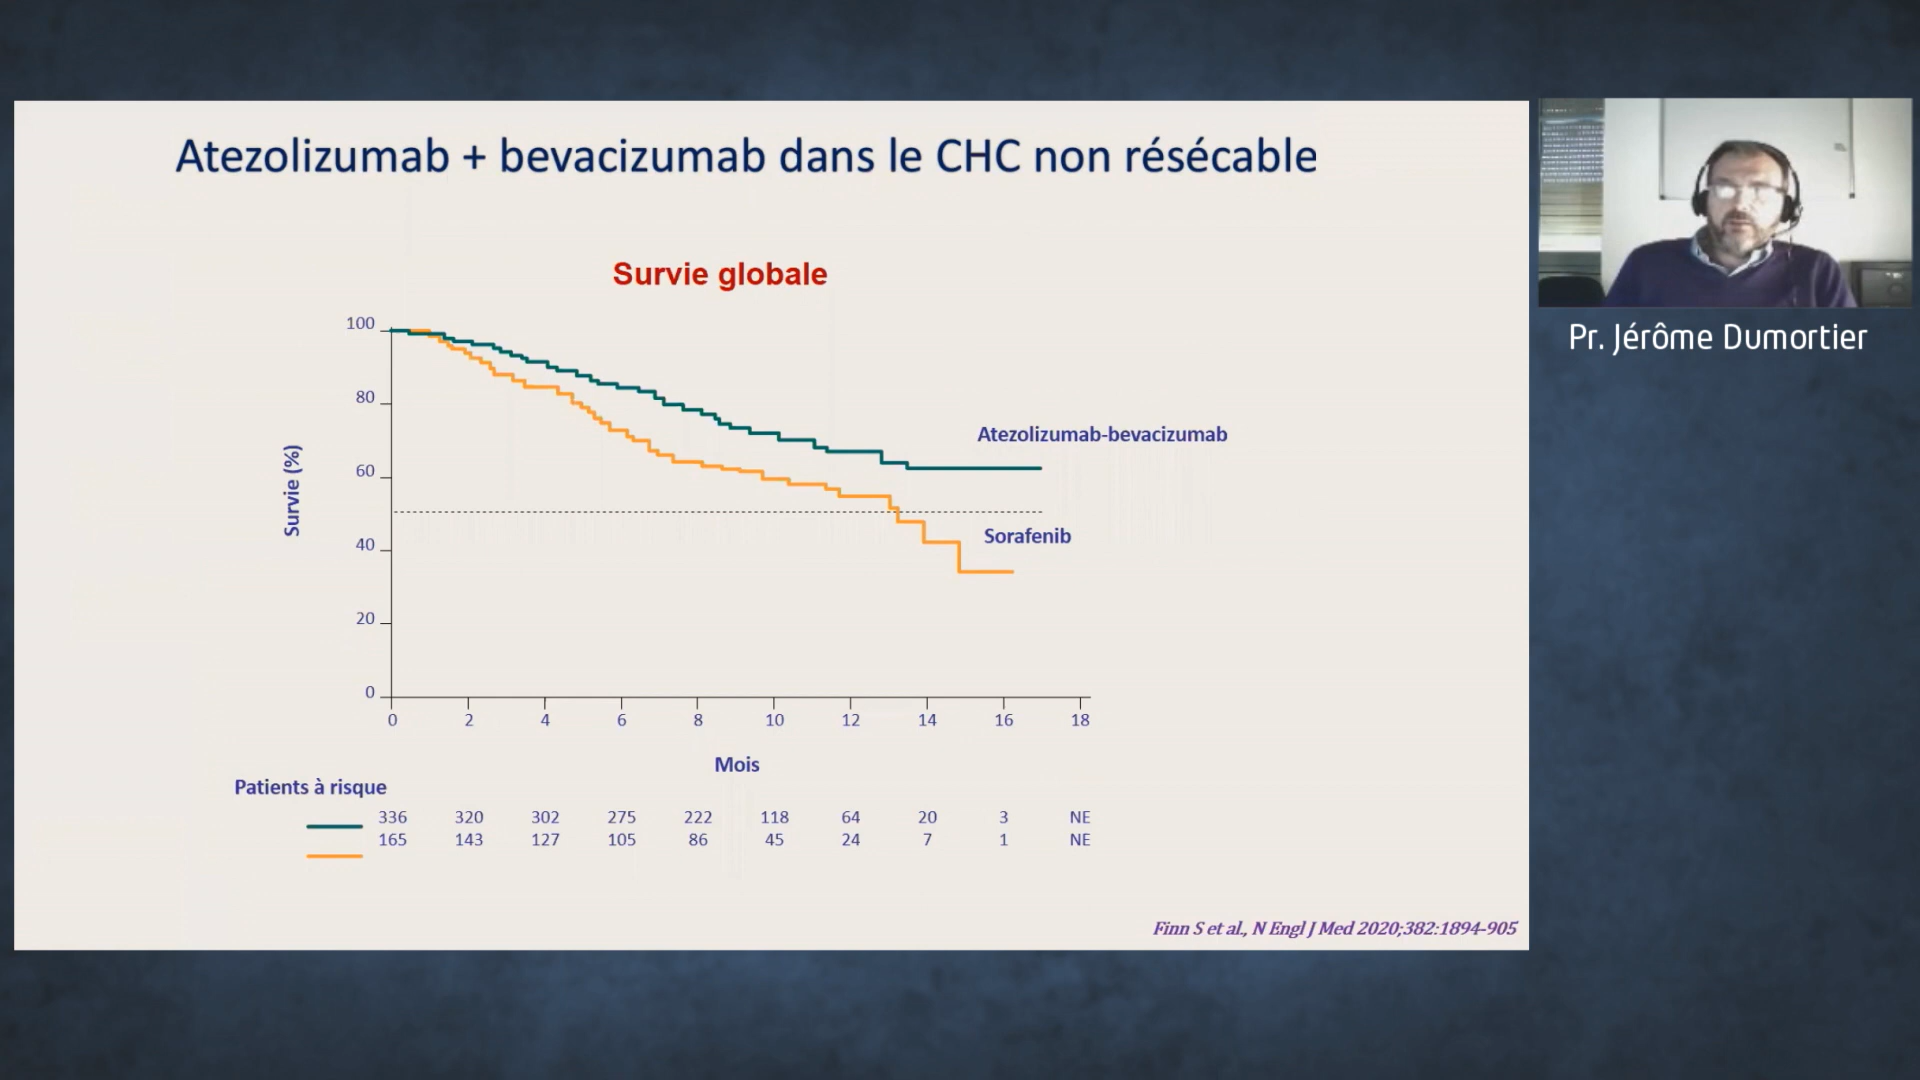 Atezolizumab + bevacizumab dans le CHC non résécable
Pr. Jérôme Dumortier
Survie globale
Survie (%)
100
80
60
40
20
0
Atezolizumab-bevacizumab
Sorafenib
0 2 4 6 8 10 12 14 16 18
Mois
Patients à risque
336 320 302 275 222 118 64 20 3 NE
165 143 127 105 86 45 24 7 1 NE
Finn S et al., N Engl J Med 2020;382:1894-905